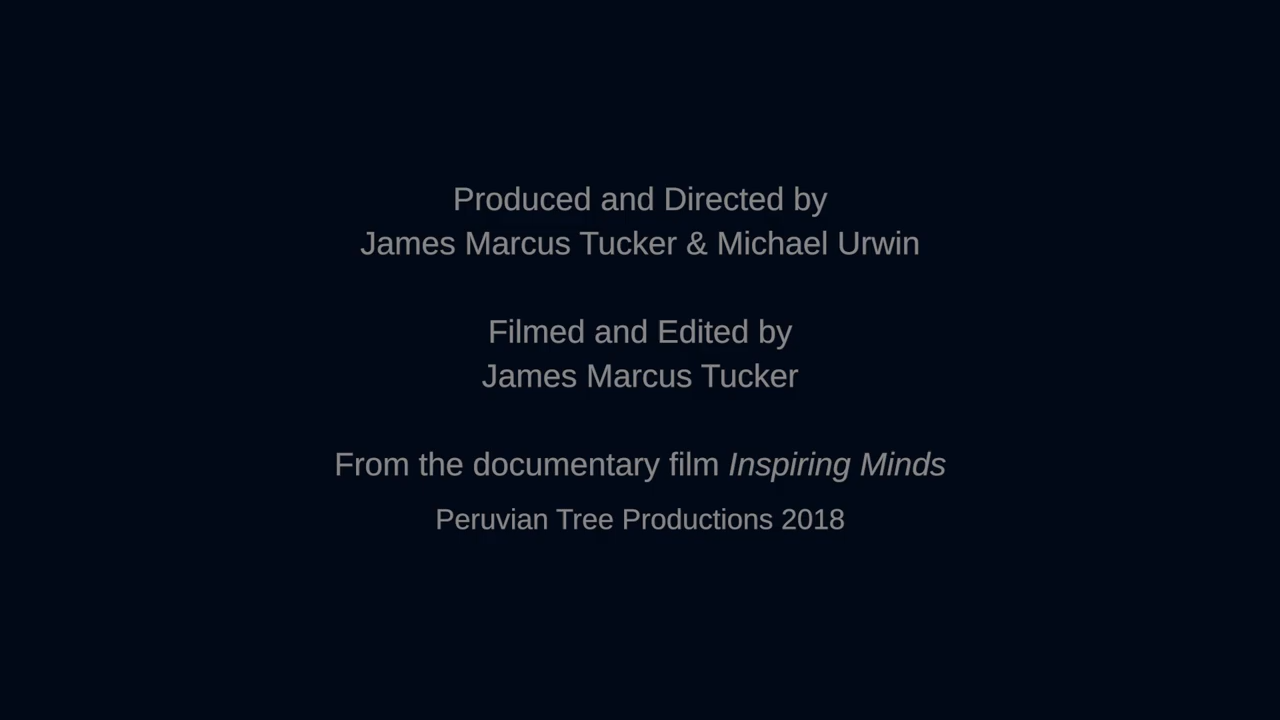 Produced and Directed by
James Marcus Tucker & Michael Urwin
Filmed and Edited by
James Marcus Tucker
From the documentary film Inspiring Minds
Peruvian Tree Productions 2018